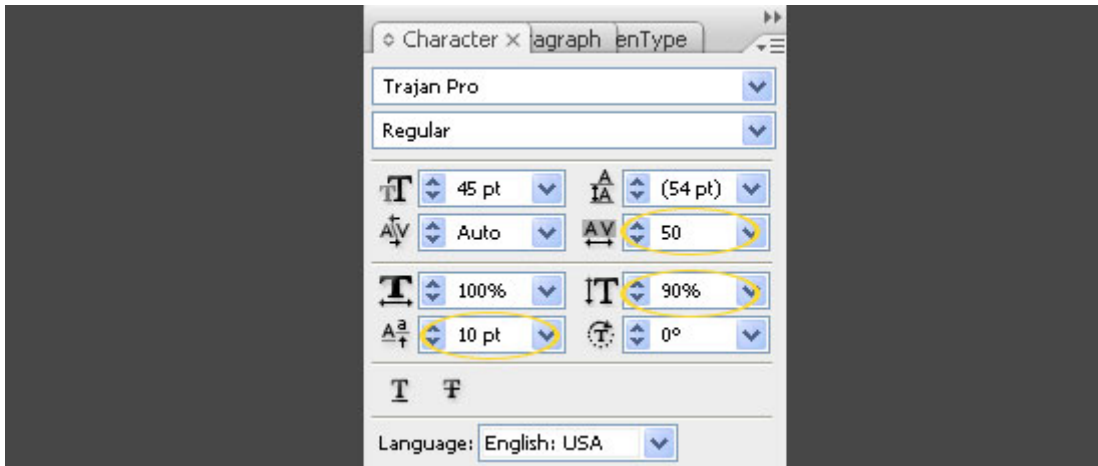 Character agraph enType
Trajan Pro
Regular
45 pt (54 pt)
Auto 50
100% 90%
10 pt 0°
Language: English: USA